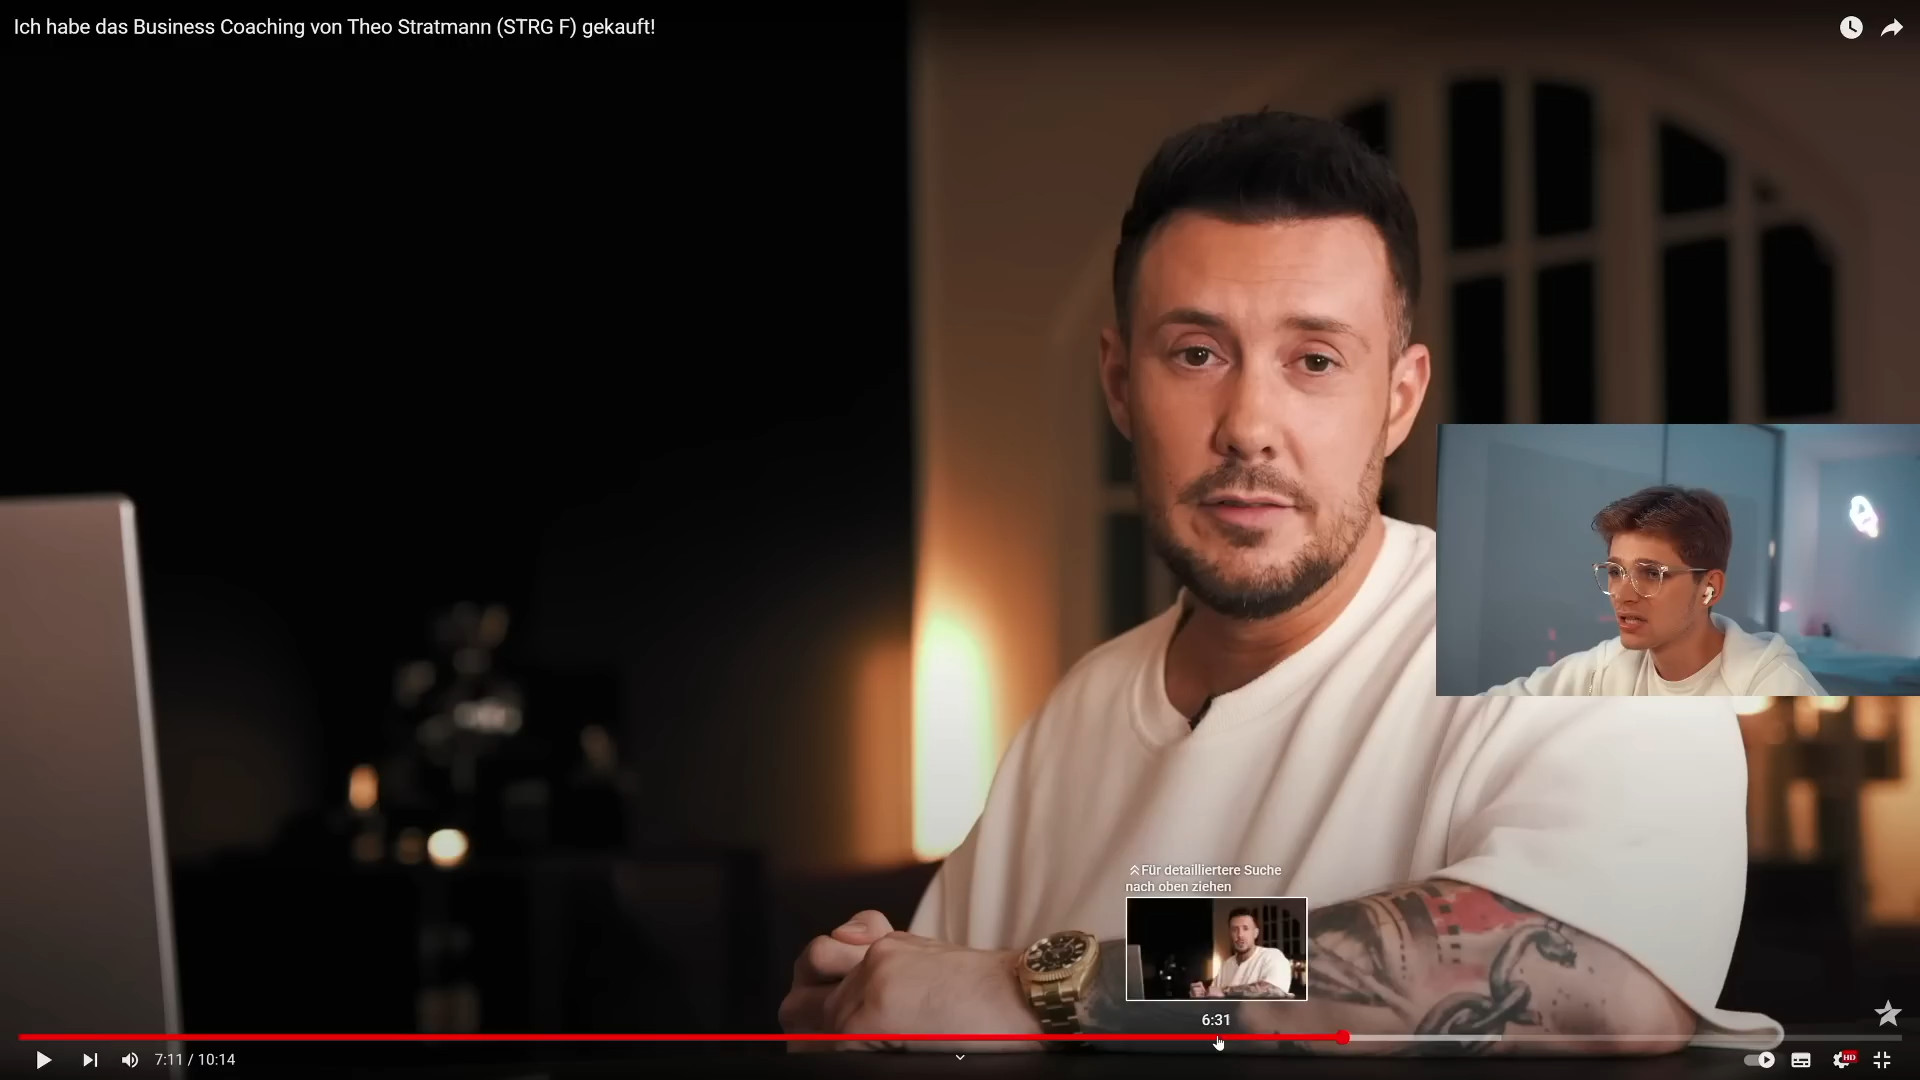 Ich habe das Business Coaching von Theo Stratmann (STRG F) gekauft!
Für detailliertere Suche
nach oben ziehen
6:31
7:11 / 10:14
HD